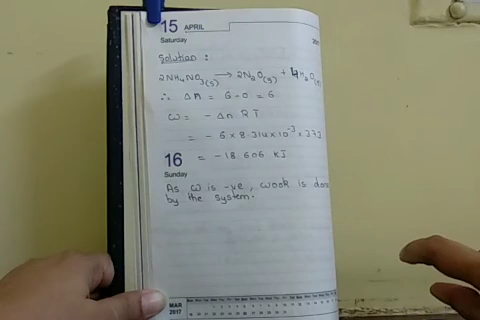 15 APRIL
Saturday
Solution :
2NH4NO3(s) → 2N2O(g) + 4H2O(g)
∴ Δn = 6-0 = 6
W = - Δn RT
= - 6 × 8.314 × 10⁻³ × 373
16
= - 18.606 KJ
Sunday
As W is -ve, work is done
by the system.
MAR
2017